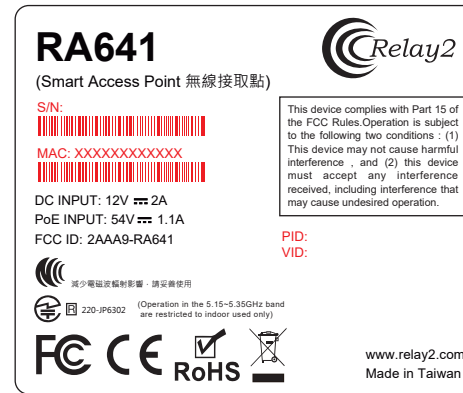 RA641
(Smart Access Point 無線接取點)
Relay2
S/N:
MAC: XXXXXXXXXXXX
DC INPUT: 12V ⎓ 2A
PoE INPUT: 54V ⎓ 1.1A
FCC ID: 2AAA9-RA641
This device complies with Part 15 of
the FCC Rules.Operation is subject
to the following two conditions : (1)
This device may not cause harmful
interference , and (2) this device
must accept any interference
received, including interference that
may cause undesired operation.
PID:
VID:
減少電磁波輻射影響，請妥善使用
R 220-JP6302
(Operation in the 5.15~5.35GHz band
are restricted to indoor used only)
FC CE RoHS
www.relay2.com
Made in Taiwan